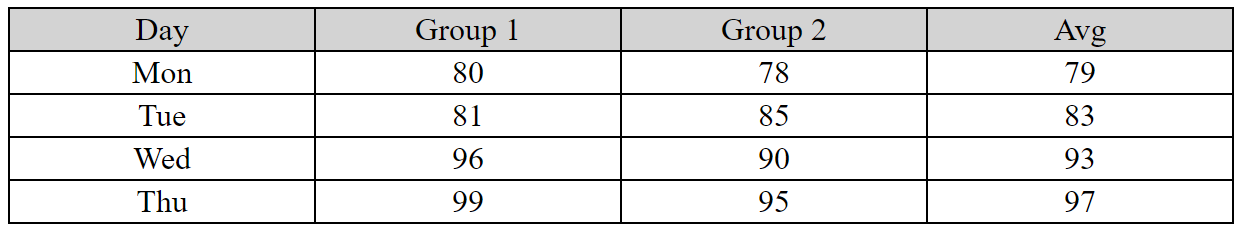 Day Group 1 Group 2 Avg
Mon 80 78 79
Tue 81 85 83
Wed 96 90 93
Thu 99 95 97